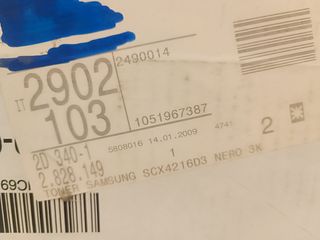 2490014
IT 2902
103
1051967387
5808016 14.01.2009 4741
2D 340-1 1 2
2.828.149
TONER SAMSUNG SCX4216D3 NERO 3K